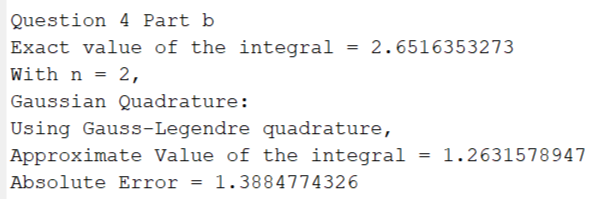 Question 4 Part b
Exact value of the integral = 2.6516353273
With n = 2,
Gaussian Quadrature:
Using Gauss-Legendre quadrature,
Approximate Value of the integral = 1.2631578947
Absolute Error = 1.3884774326